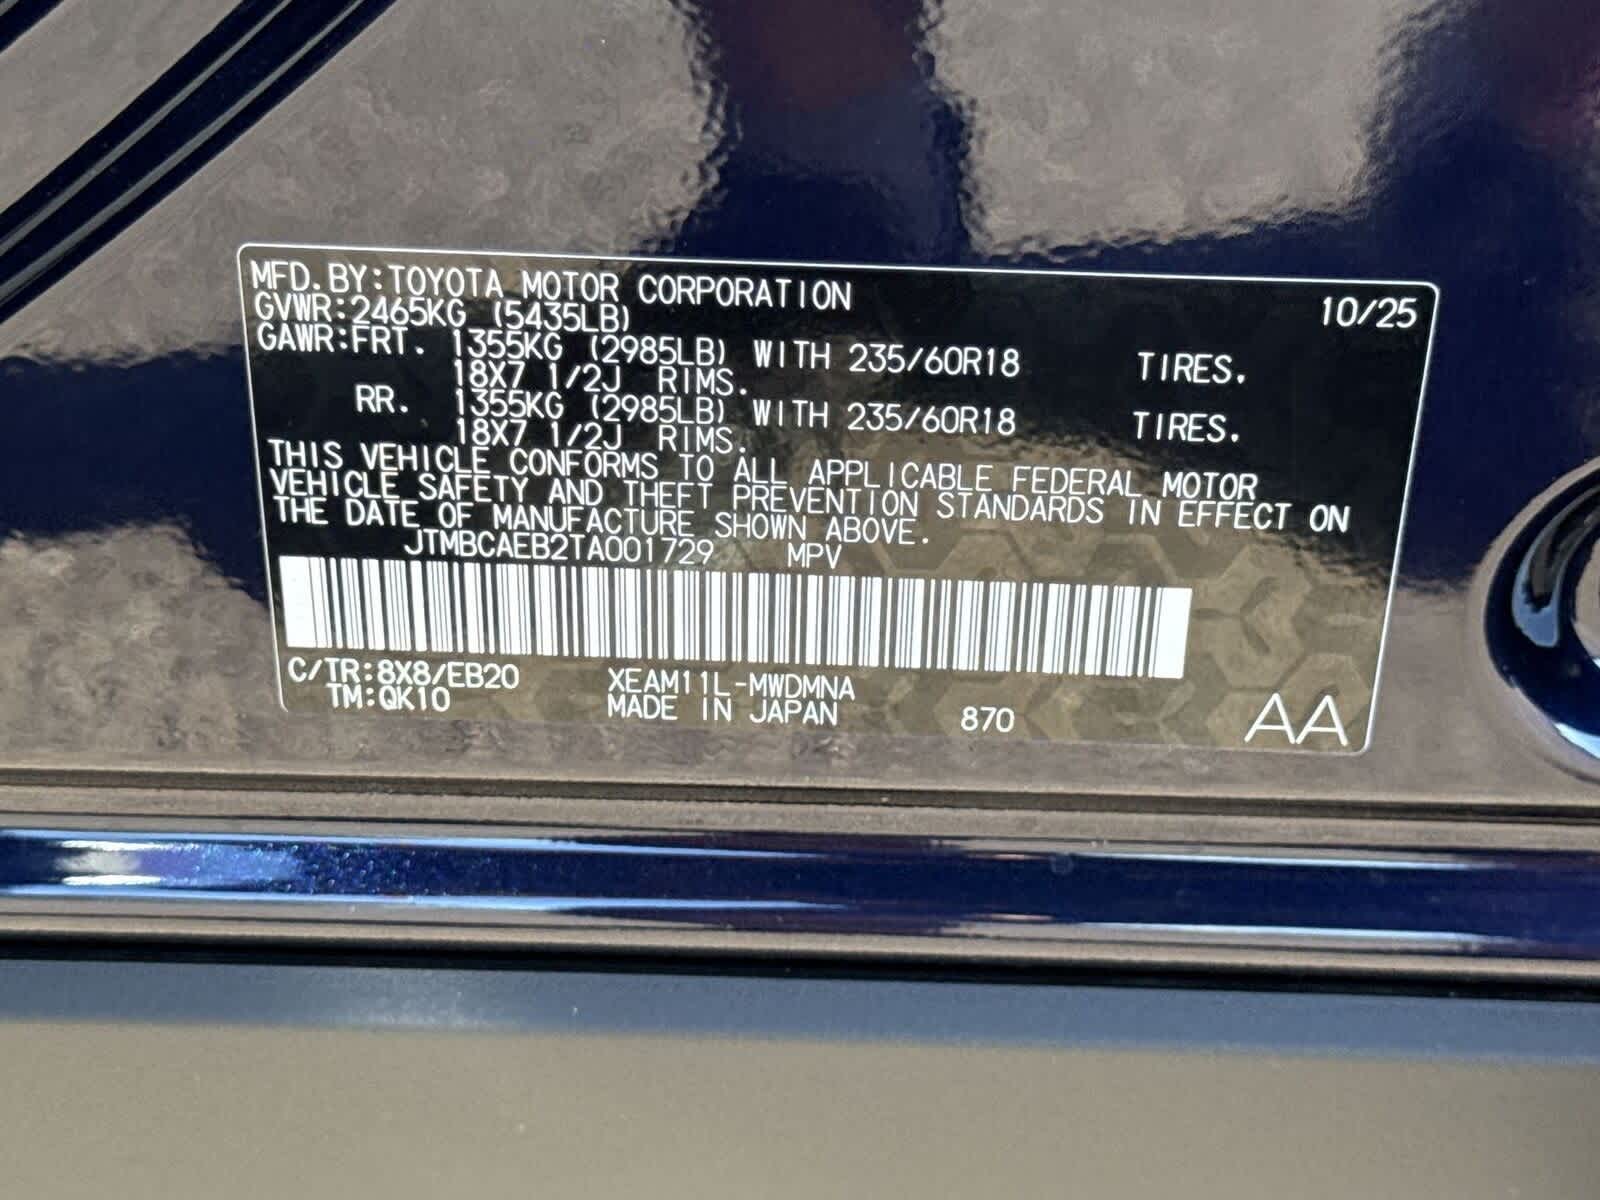 MFD.BY:TOYOTA MOTOR CORPORATION 10/25
GVWR:2465KG (5435LB)
GAWR:FRT. 1355KG (2985LB) WITH 235/60R18 TIRES.
18X7 1/2J RIMS.
RR. 1355KG (2985LB) WITH 235/60R18 TIRES.
18X7 1/2J RIMS.
THIS VEHICLE CONFORMS TO ALL APPLICABLE FEDERAL MOTOR
VEHICLE SAFETY AND THEFT PREVENTION STANDARDS IN EFFECT ON
THE DATE OF MANUFACTURE SHOWN ABOVE.
JTMBCAEB2TA001729 MPV
C/TR:8X8/EB20 XEAM11L-MWDMNA
TM:QK10 MADE IN JAPAN 870 AA